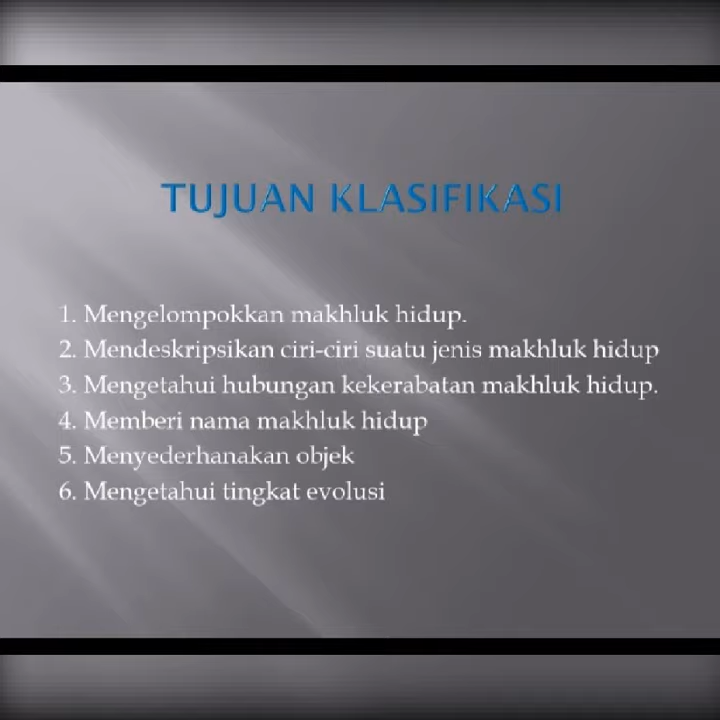 TUJUAN KLASIFIKASI
1. Mengelompokkan makhluk hidup.
2. Mendeskripsikan ciri-ciri suatu jenis makhluk hidup
3. Mengetahui hubungan kekerabatan makhluk hidup.
4. Memberi nama makhluk hidup
5. Menyederhanakan objek
6. Mengetahui tingkat evolusi